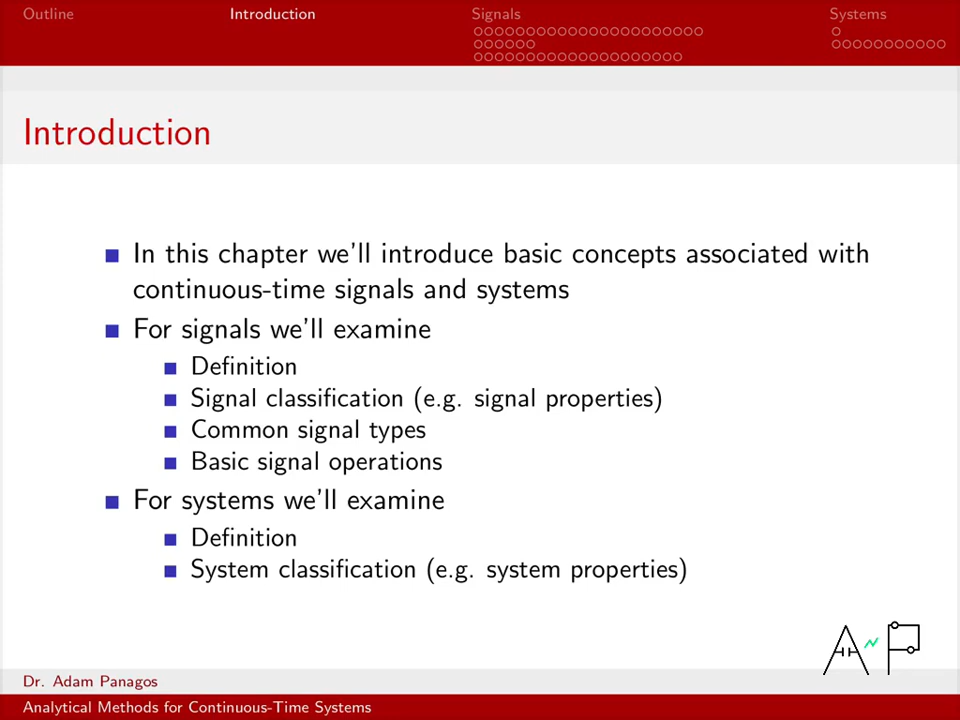 Outline
Introduction
Signals
Systems
Introduction
In this chapter we'll introduce basic concepts associated with
continuous-time signals and systems
For signals we'll examine
Definition
Signal classification (e.g. signal properties)
Common signal types
Basic signal operations
For systems we'll examine
Definition
System classification (e.g. system properties)
AP
Dr. Adam Panagos
Analytical Methods for Continuous-Time Systems